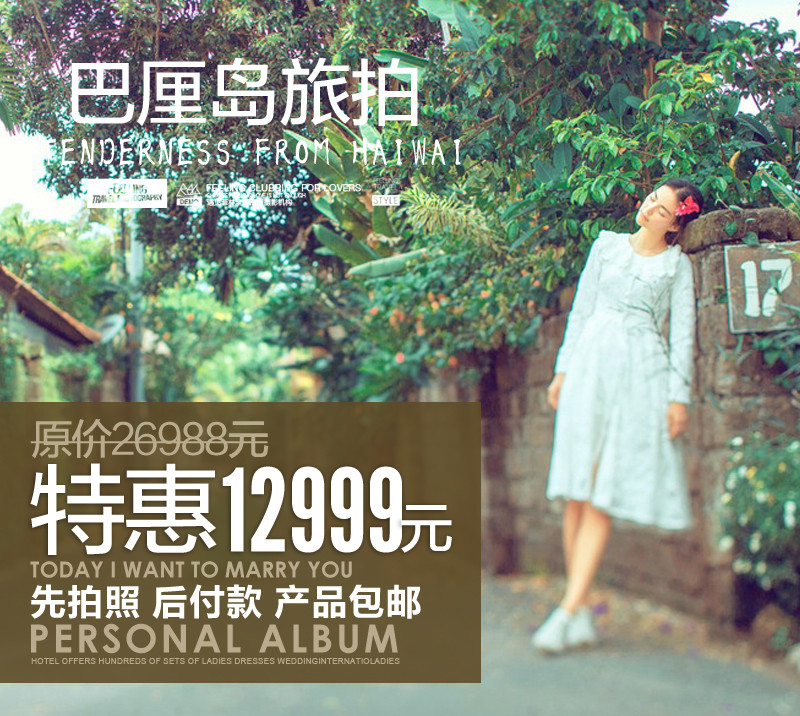 巴厘岛旅拍
TENDERNESS FROM HAIWAI
FEELING CLUBBING FOR LOVERS
STYLE
17
原价26988元
特惠12999元
TODAY I WANT TO MARRY YOU
先拍照 后付款 产品包邮
PERSONAL ALBUM
HOTEL OFFERS HUNDREDS OF SETS OF LADIES DRESSES WEDDINGINTERNATIOLADIES